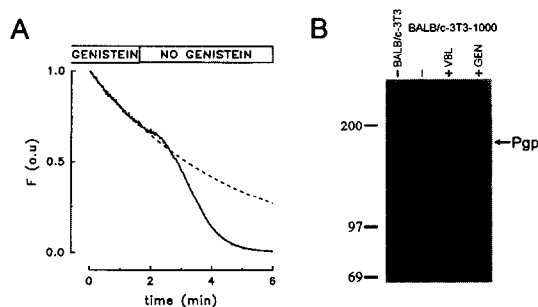 A
GENISTEIN NO GENISTEIN
1.0
0.5
0.0
F (a.u)
0 2 4 6
time (min)
B
BALB/c-3T3-1000
− BALB/c-3T3
−
+ VBL
+ GEN
200
Pgp
97
69